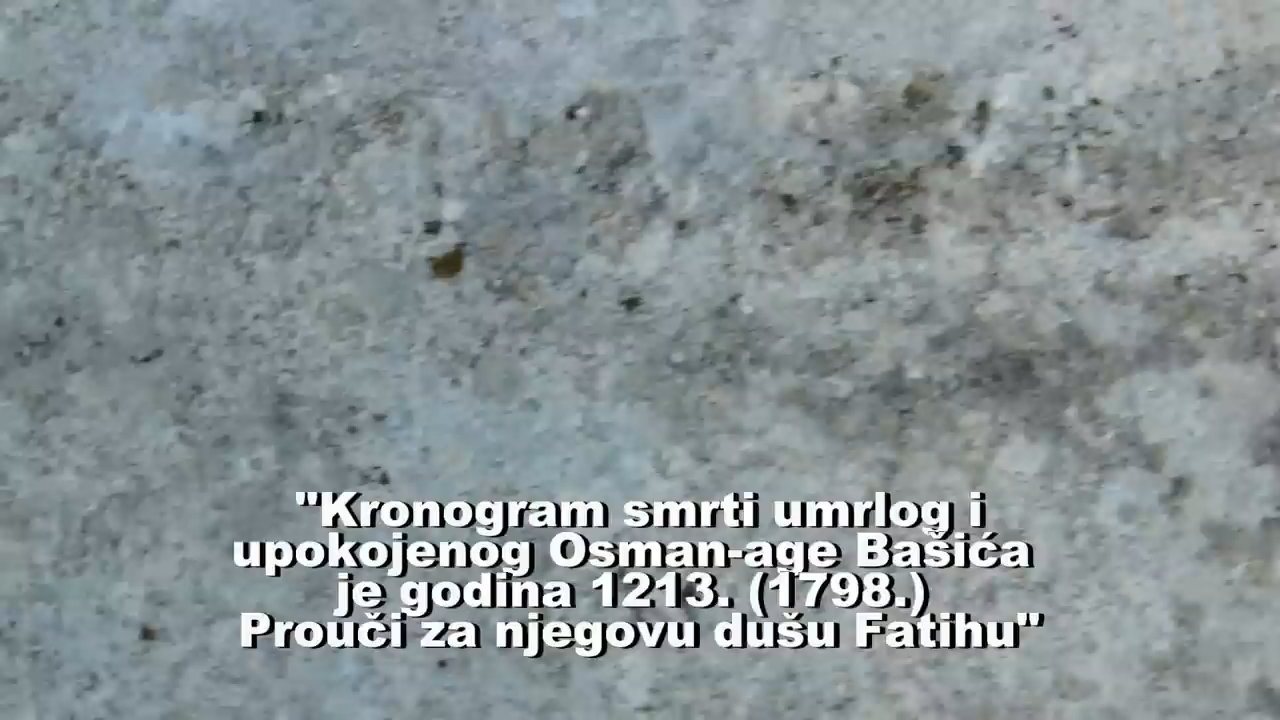 "Kronogram smrti umrlog i
upokojenog Osman-age Bašića
je godina 1213. (1798.)
Prouči za njegovu dušu Fatihu"